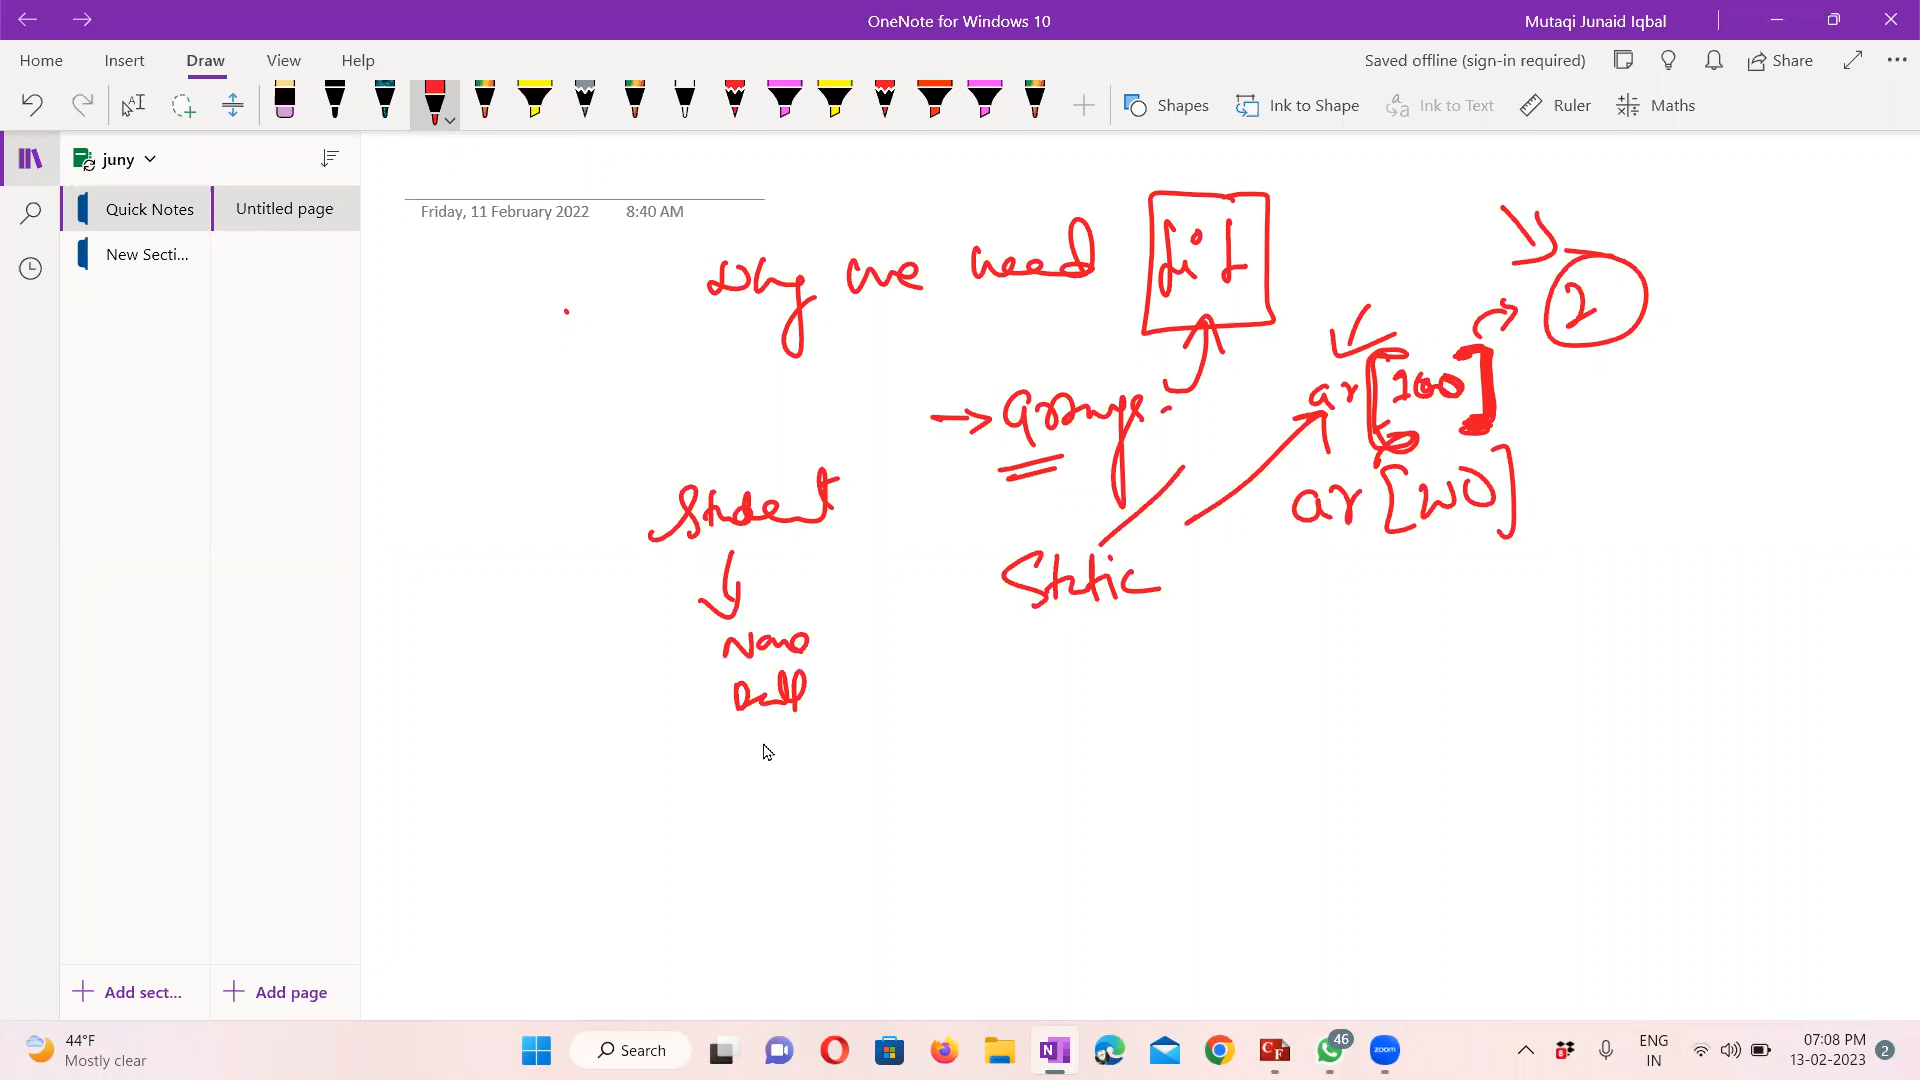 OneNote for Windows 10
Mutaqi Junaid Iqbal
Home Insert Draw View Help
Saved offline (sign-in required)
Share
Shapes
Ink to Shape
Ink to Text
Ruler
Maths
juny
Quick Notes
Untitled page
New Secti...
Friday, 11 February 2022 8:40 AM
why we need list
2
ar[100]
→ arrays
ar[200]
Student
Static
Name
Add sect...
Add page
44°F
Mostly clear
Search
46
zoom
ENG
IN
07:08 PM
13-02-2023
2